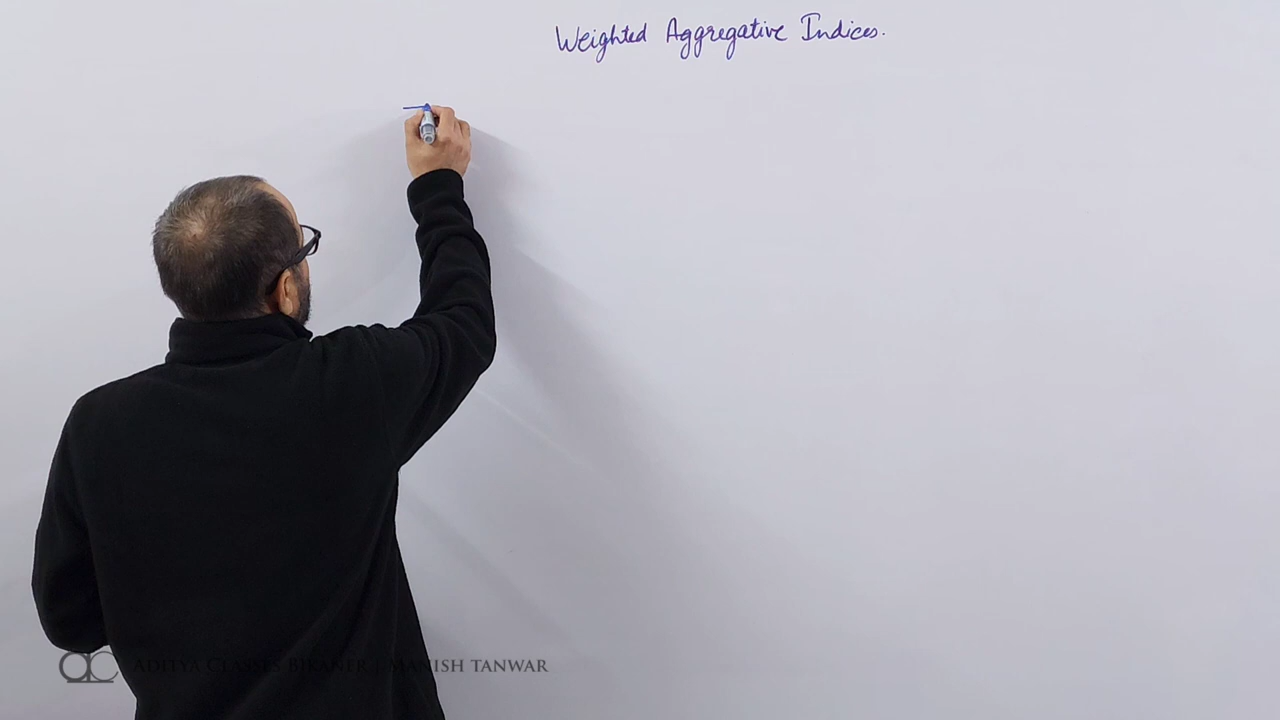 Weighted Aggregative Indices.
ADITYA CLASSES BIKANER | MANISH TANWAR